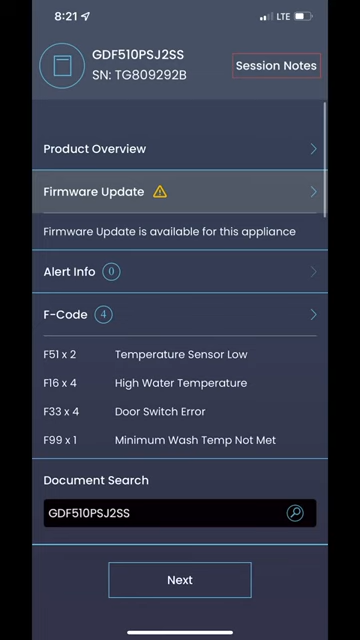 8:21 LTE
GDF510PSJ2SS
SN: TG809292B
Session Notes
Product Overview
Firmware Update
Firmware Update is available for this appliance
Alert Info 0
F-Code 4
F51 x 2 Temperature Sensor Low
F16 x 4 High Water Temperature
F33 x 4 Door Switch Error
F99 x 1 Minimum Wash Temp Not Met
Document Search
GDF510PSJ2SS
Next